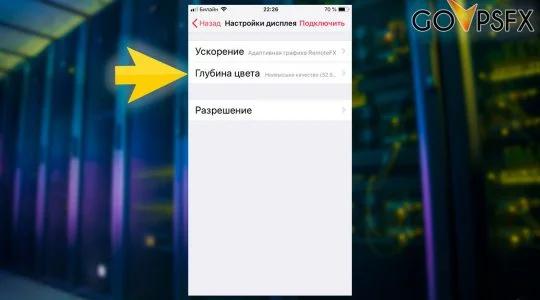 GOVPSFX
Билайн 22:26 70 %
Назад Настройки дисплея Подключить
Ускорение Адаптивная графика RemoteFX
Глубина цвета Наивысшее качество (32 б...
Разрешение